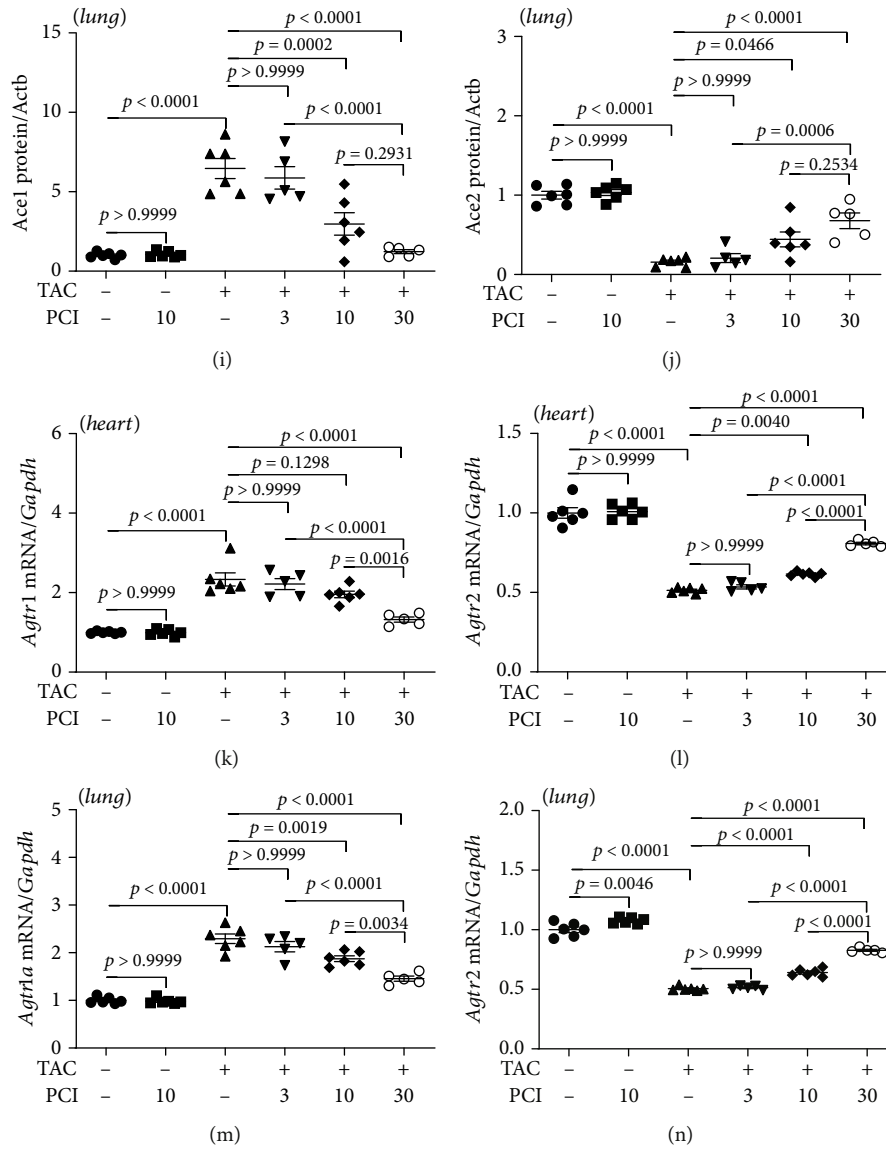 (lung)
15
10
5
0
Ace1 protein/Actb
p < 0.0001
p = 0.0002
p > 0.9999
p < 0.0001
p < 0.0001
p = 0.2931
p > 0.9999
TAC – – + + + +
PCI – 10 – 3 10 30
(i)
(lung)
3
2
1
0
Ace2 protein/Actb
p < 0.0001
p = 0.0466
p > 0.9999
p < 0.0001
p = 0.0006
p > 0.9999
p = 0.2534
TAC – – + + + +
PCI – 10 – 3 10 30
(j)
(heart)
6
4
2
0
Agtr1 mRNA/Gapdh
p < 0.0001
p = 0.1298
p > 0.9999
p < 0.0001
p < 0.0001
p = 0.0016
p > 0.9999
TAC – – + + + +
PCI – 10 – 3 10 30
(k)
(heart)
1.5
1.0
0.5
0.0
Agtr2 mRNA/Gapdh
p < 0.0001
p = 0.0040
p < 0.0001
p > 0.9999
p < 0.0001
p < 0.0001
p > 0.9999
TAC – – + + + +
PCI – 10 – 3 10 30
(l)
(lung)
5
4
3
2
1
0
Agtr1a mRNA/Gapdh
p < 0.0001
p = 0.0019
p > 0.9999
p < 0.0001
p < 0.0001
p = 0.0034
p > 0.9999
TAC – – + + + +
PCI – 10 – 3 10 30
(m)
(lung)
2.0
1.5
1.0
0.5
0.0
Agtr2 mRNA/Gapdh
p < 0.0001
p < 0.0001
p < 0.0001
p = 0.0046
p < 0.0001
p < 0.0001
p > 0.9999
TAC – – + + + +
PCI – 10 – 3 10 30
(n)